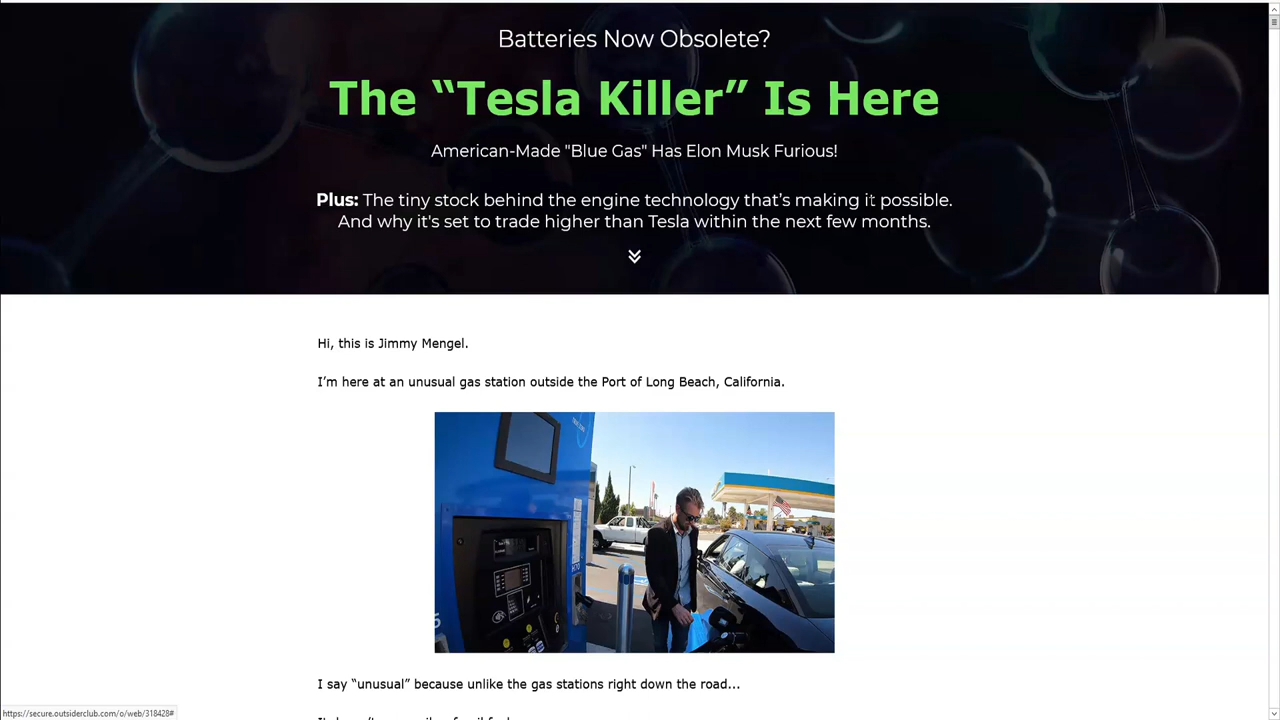 Batteries Now Obsolete?
The “Tesla Killer” Is Here
American-Made "Blue Gas" Has Elon Musk Furious!
Plus: The tiny stock behind the engine technology that’s making it possible.
And why it's set to trade higher than Tesla within the next few months.
Hi, this is Jimmy Mengel.
I’m here at an unusual gas station outside the Port of Long Beach, California.
H70
I say “unusual” because unlike the gas stations right down the road...
https://secure.outsiderclub.com/o/web/318428#